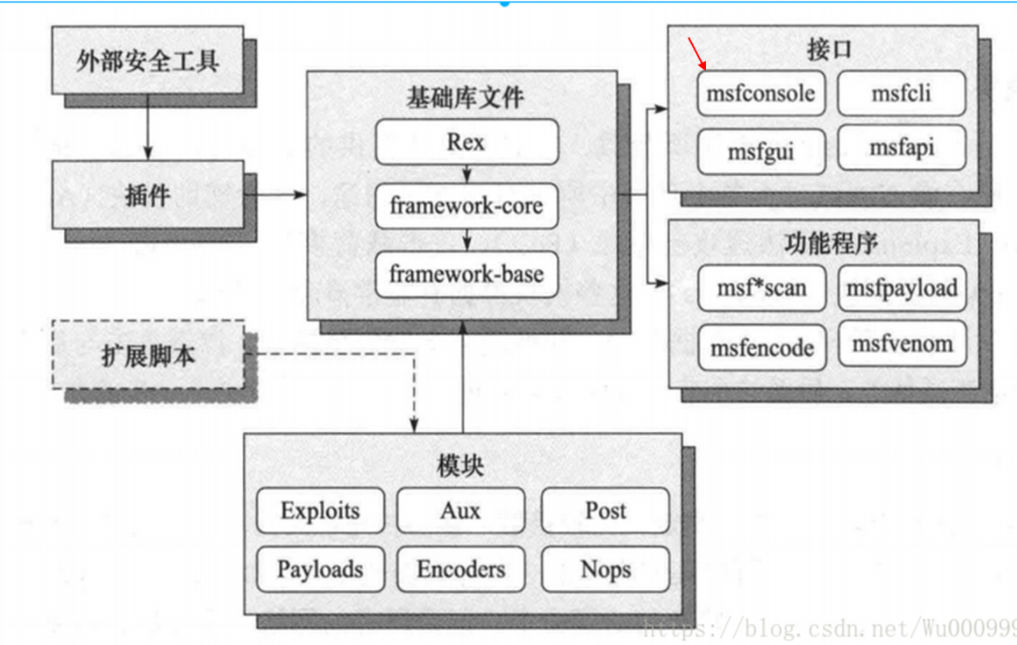 外部安全工具
插件
扩展脚本
基础库文件
Rex
framework-core
framework-base
接口
msfconsole
msfcli
msfgui
msfapi
功能程序
msf*scan
msfpayload
msfencode
msfvenom
模块
Exploits
Aux
Post
Payloads
Encoders
Nops
https://blog.csdn.net/Wu000999